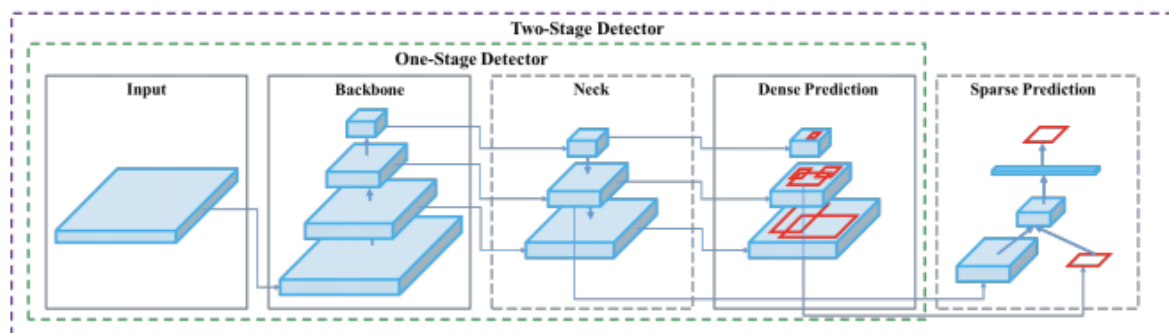 Two-Stage Detector
One-Stage Detector
Input
Backbone
Neck
Dense Prediction
Sparse Prediction